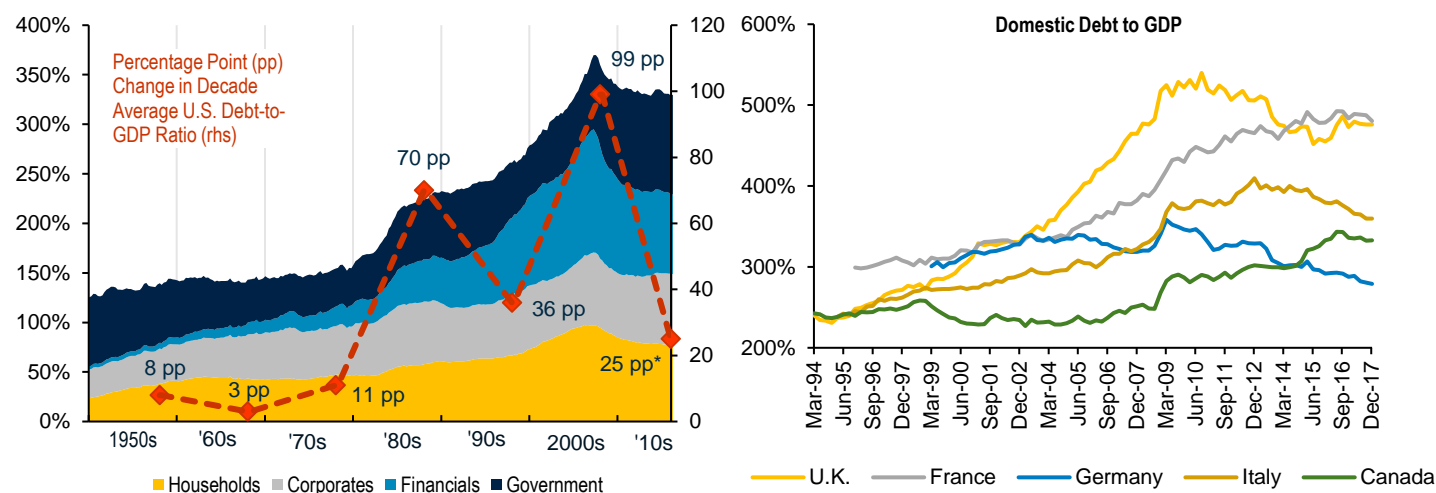 400%
350%
300%
250%
200%
150%
100%
50%
0%
Percentage Point (pp)
Change in Decade
Average U.S. Debt-to-
GDP Ratio (rhs)
8 pp
3 pp
11 pp
70 pp
36 pp
99 pp
25 pp*
120
100
80
60
40
20
0
1950s '60s '70s '80s '90s 2000s '10s
Households Corporates Financials Government
Domestic Debt to GDP
600%
500%
400%
300%
200%
Mar-94
Jun-95
Sep-96
Dec-97
Mar-99
Jun-00
Sep-01
Dec-02
Mar-04
Jun-05
Sep-06
Dec-07
Mar-09
Jun-10
Sep-11
Dec-12
Mar-14
Jun-15
Sep-16
Dec-17
U.K. France Germany Italy Canada